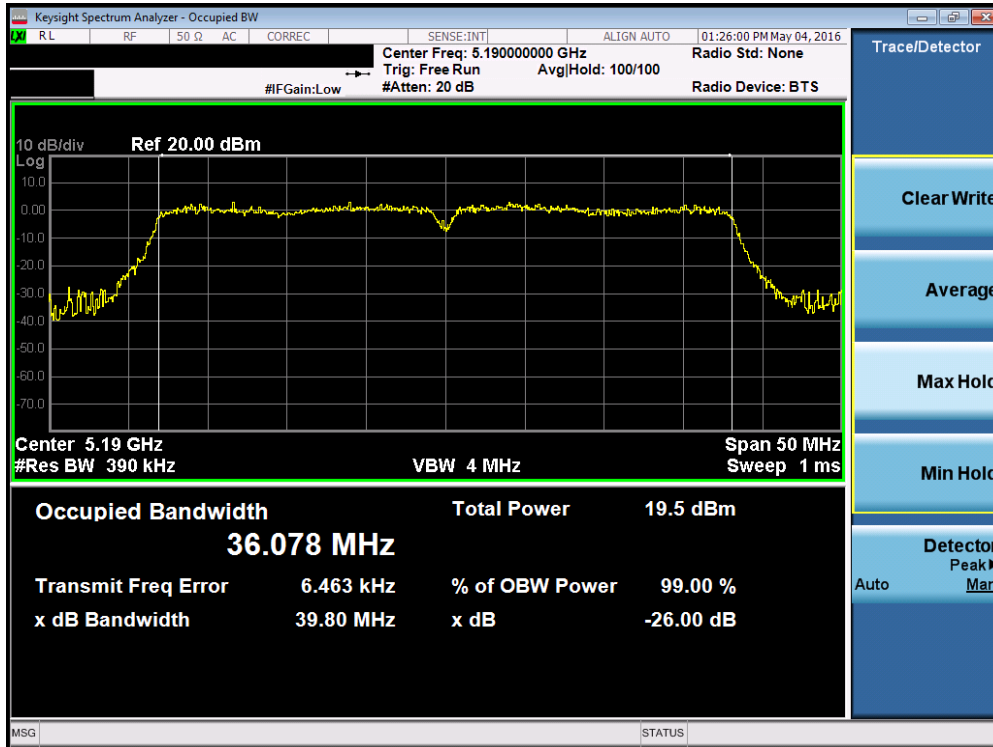 Keysight Spectrum Analyzer - Occupied BW
LXI RL RF 50 Ω AC CORREC SENSE:INT ALIGN AUTO 01:26:00 PM May 04, 2016
Center Freq: 5.190000000 GHz Radio Std: None
Trig: Free Run Avg|Hold: 100/100
#IFGain:Low #Atten: 20 dB Radio Device: BTS
Trace/Detector
10 dB/div Ref 20.00 dBm
Log
10.0
0.00
-10.0
-20.0
-30.0
-40.0
-50.0
-60.0
-70.0
Center 5.19 GHz Span 50 MHz
#Res BW 390 kHz VBW 4 MHz Sweep 1 ms
Occupied Bandwidth Total Power 19.5 dBm
36.078 MHz
Transmit Freq Error 6.463 kHz % of OBW Power 99.00 %
x dB Bandwidth 39.80 MHz x dB -26.00 dB
Clear Write
Average
Max Hold
Min Hold
Detector
Peak
Auto Man
MSG STATUS